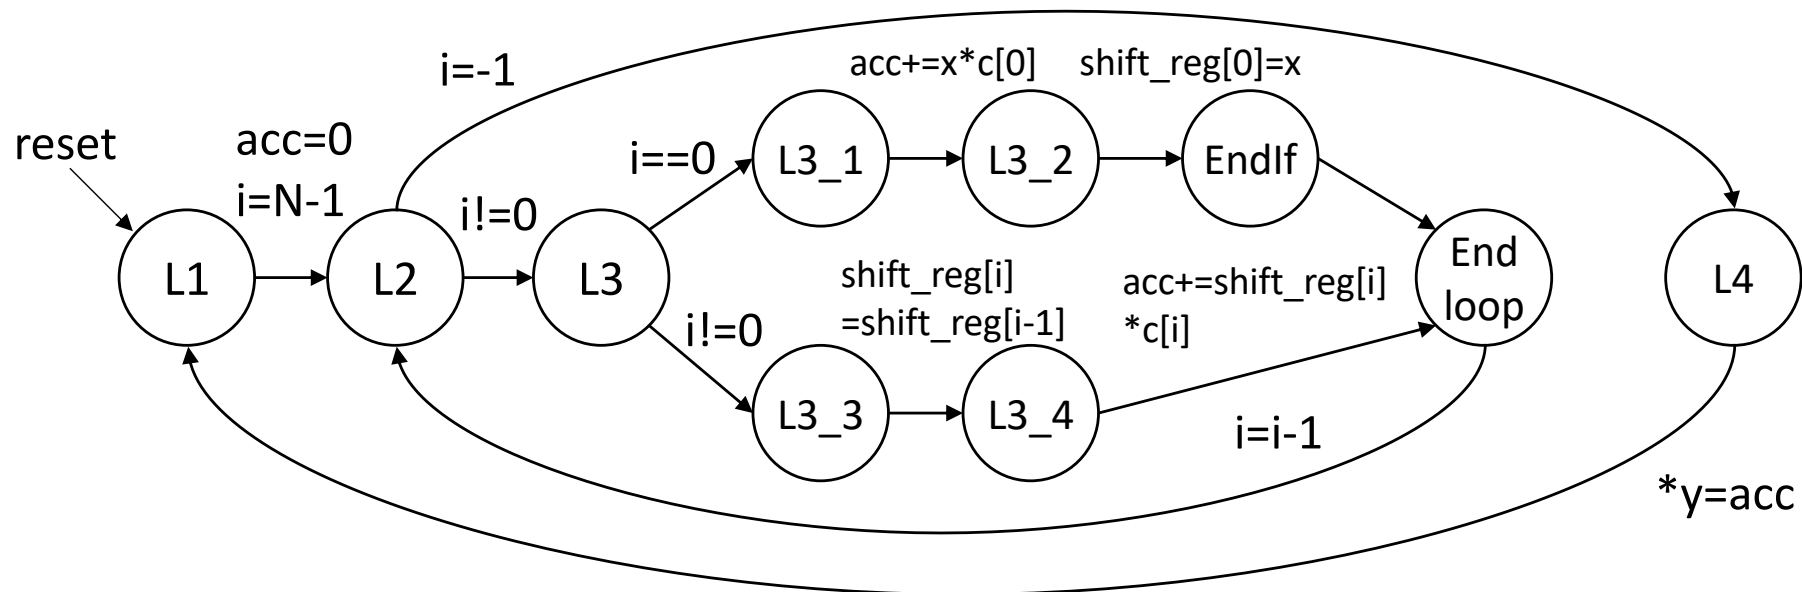 i=-1
acc+=x*c[0]
shift_reg[0]=x
reset
acc=0
i=N-1
i==0
L3_1
L3_2
EndIf
i!=0
L1
L2
L3
End
loop
L4
shift_reg[i]
=shift_reg[i-1]
acc+=shift_reg[i]
*c[i]
i!=0
L3_3
L3_4
i=i-1
*y=acc